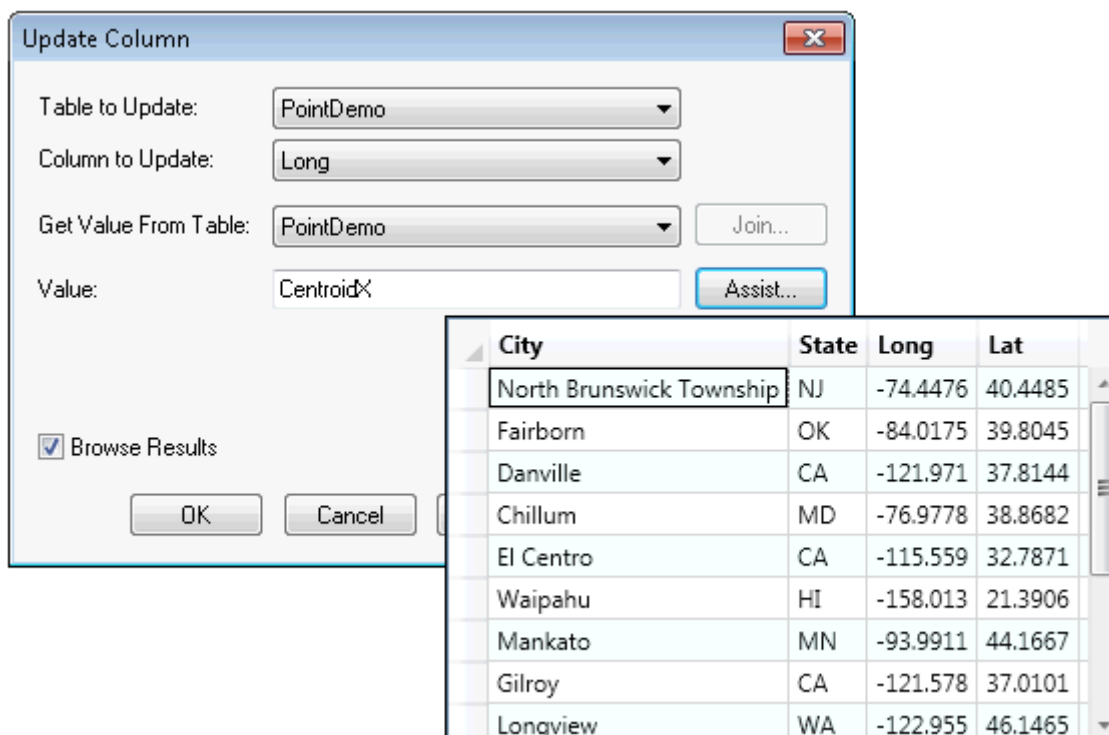 Update Column
Table to Update: PointDemo
Column to Update: Long
Get Value From Table: PointDemo Join...
Value: CentroidX Assist...
Browse Results
OK Cancel
City State Long Lat
North Brunswick Township NJ -74.4476 40.4485
Fairborn OK -84.0175 39.8045
Danville CA -121.971 37.8144
Chillum MD -76.9778 38.8682
El Centro CA -115.559 32.7871
Waipahu HI -158.013 21.3906
Mankato MN -93.9911 44.1667
Gilroy CA -121.578 37.0101
Longview WA -122.955 46.1465